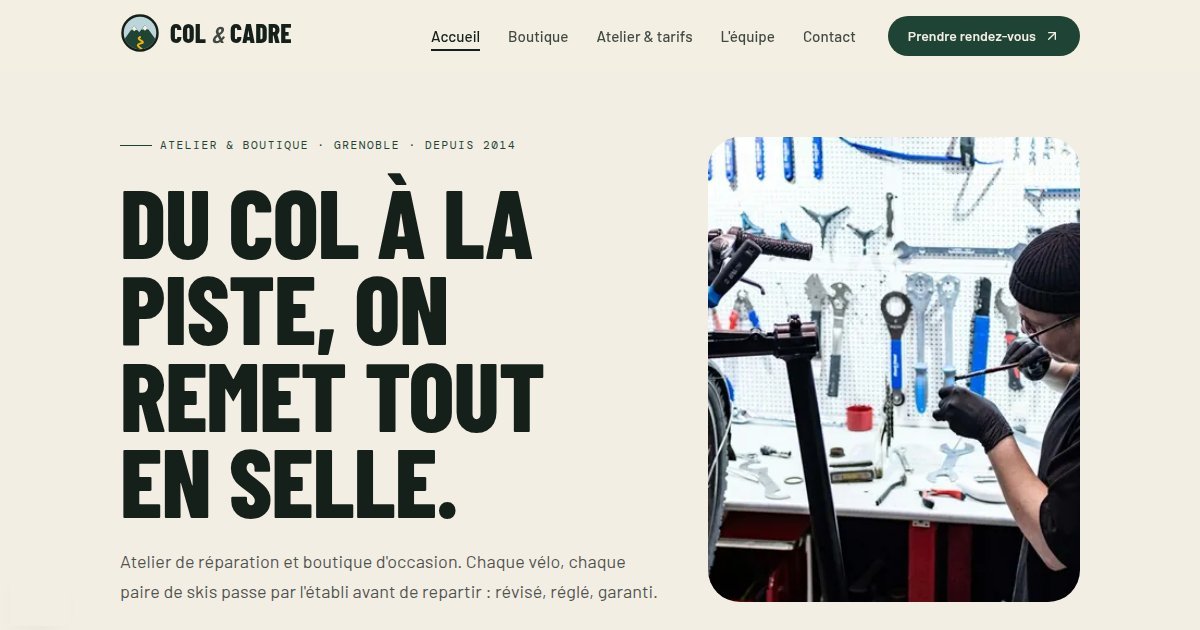 COL & CADRE
Accueil
Boutique
Atelier & tarifs
L'équipe
Contact
Prendre rendez-vous
ATELIER & BOUTIQUE · GRENOBLE · DEPUIS 2014
DU COL À LA
PISTE, ON
REMET TOUT
EN SELLE.
Atelier de réparation et boutique d'occasion. Chaque vélo, chaque
paire de skis passe par l'établi avant de repartir : révisé, réglé, garanti.